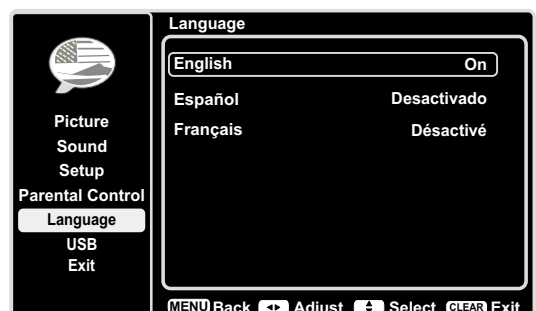 Language
English On
Español Desactivado
Français Désactivé
Picture
Sound
Setup
Parental Control
Language
USB
Exit
MENU Back Adjust Select CLEAR Exit